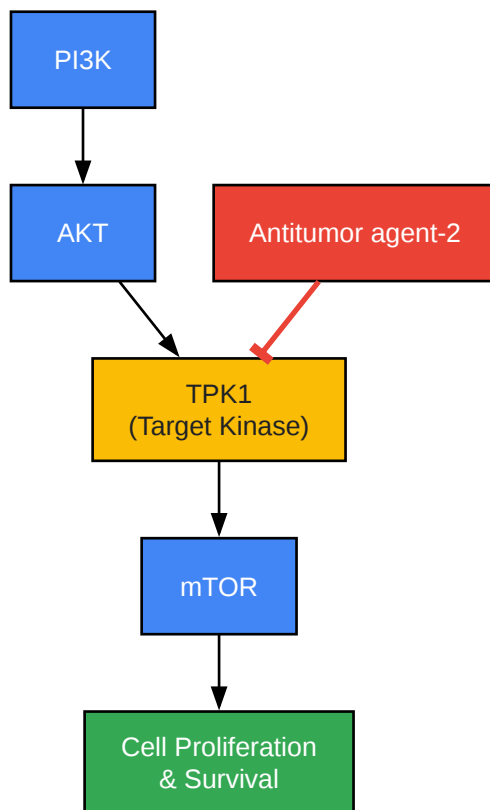 PI3K
AKT
Antitumor agent-2
TPK1
(Target Kinase)
mTOR
Cell Proliferation
& Survival